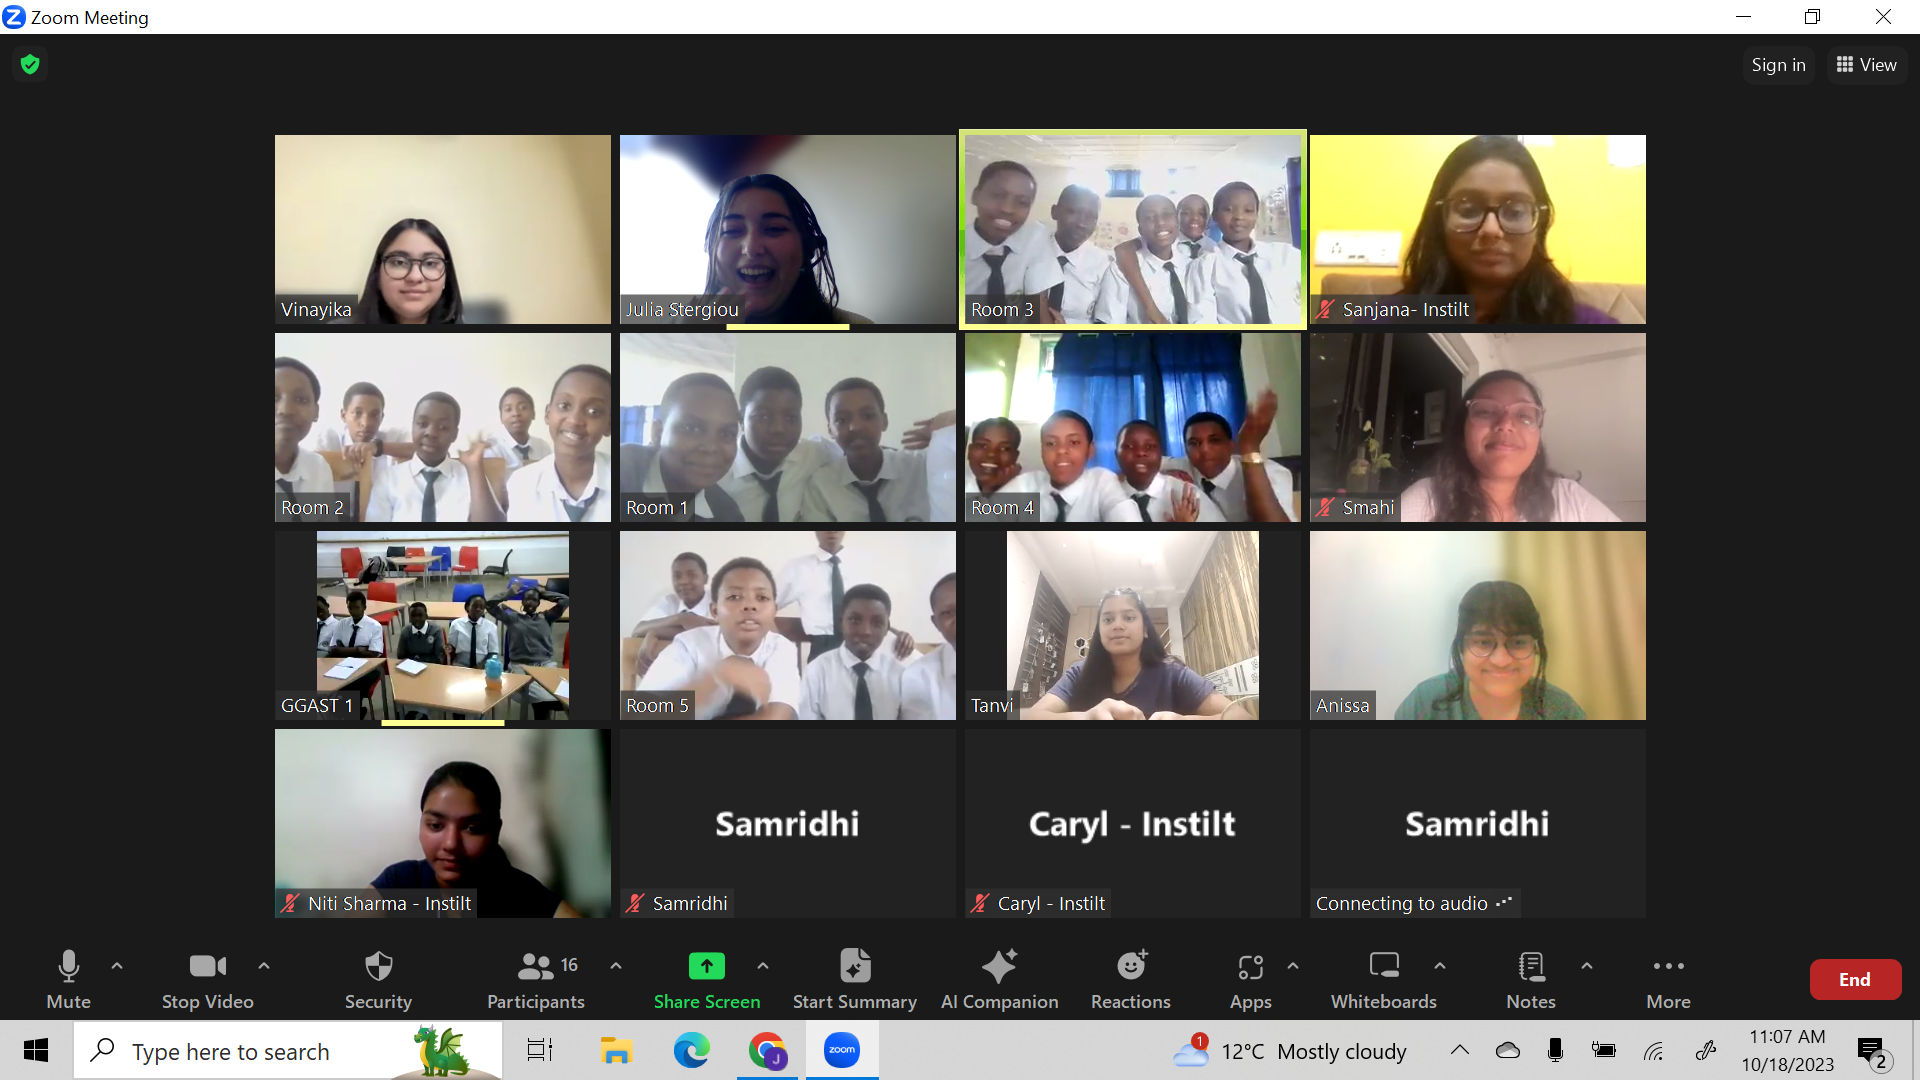 Zoom Meeting
Sign in
View
Vinayika
Julia Stergiou
Room 3
Sanjana- Instilt
Room 2
Room 1
Room 4
Smahi
GGAST 1
Room 5
Tanvi
Anissa
Samridhi
Caryl - Instilt
Samridhi
Niti Sharma - Instilt
Samridhi
Caryl - Instilt
Connecting to audio
16
Mute
Stop Video
Security
Participants
Share Screen
Start Summary
AI Companion
Reactions
Apps
Whiteboards
Notes
More
End
Type here to search
J
zoom
1
12°C Mostly cloudy
11:07 AM
10/18/2023
2